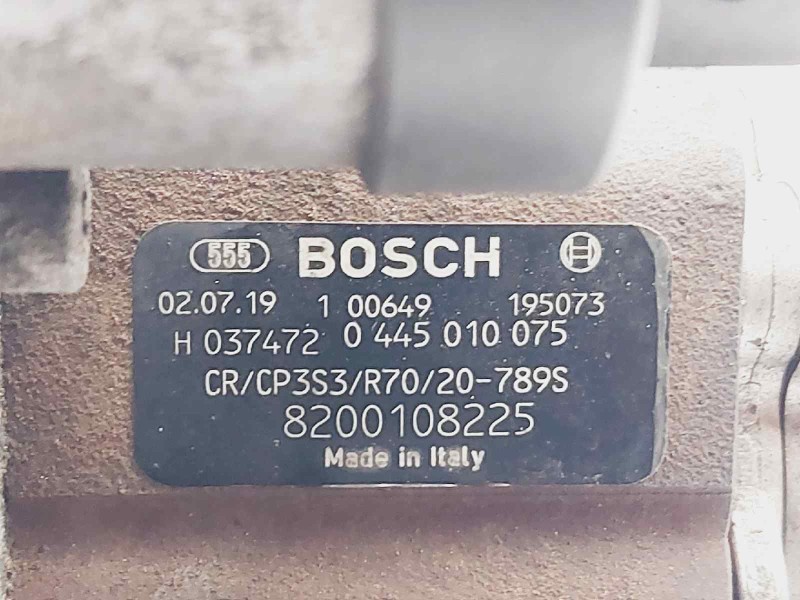 555 BOSCH
02.07.19 1 00649 195073
H 037472 0 445 010 075
CR/CP3S3/R70/20-789S
8200108225
Made in Italy